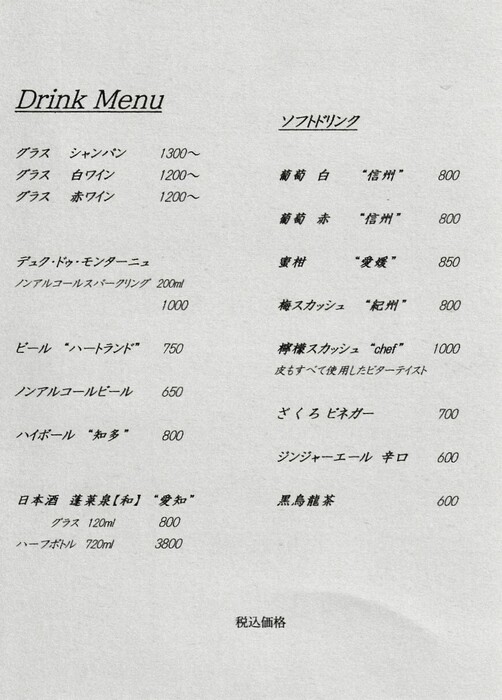 Drink Menu
グラス シャンパン 1300～
グラス 白ワイン 1200～
グラス 赤ワイン 1200～
デュク・ドゥ・モンターニュ
ノンアルコールスパークリング 200ml
1000
ビール “ハートランド” 750
ノンアルコールビール 650
ハイボール “知多” 800
日本酒 蓬莱泉【和】 “愛知”
グラス 120ml 800
ハーフボトル 720ml 3800
ソフトドリンク
葡萄 白 “信州” 800
葡萄 赤 “信州” 800
蜜柑 “愛媛” 850
梅スカッシュ “紀州” 800
檸檬スカッシュ “chef” 1000
皮もすべて使用したビターテイスト
ざくろ ビネガー 700
ジンジャーエール 辛口 600
黒烏龍茶 600
税込価格